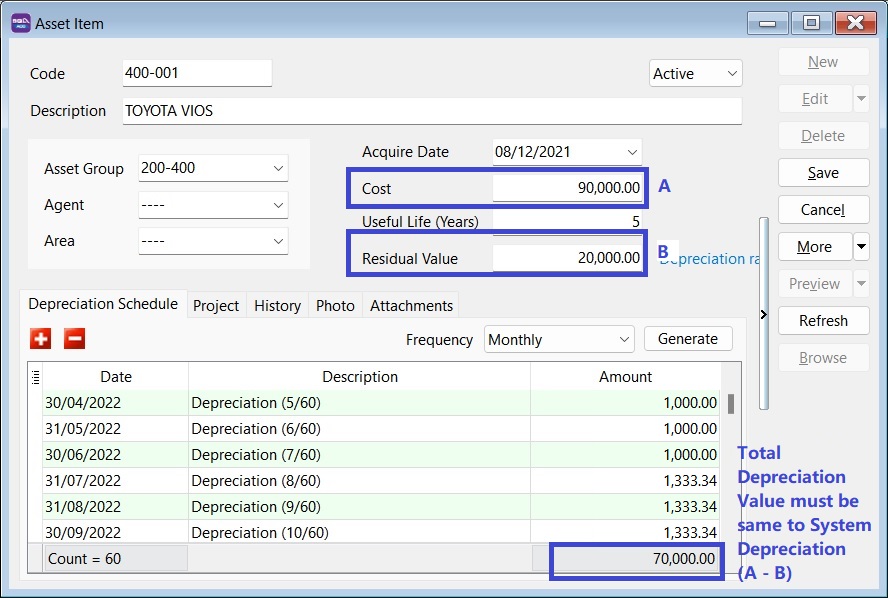 Asset Item
Code 400-001 Active
Description TOYOTA VIOS
Asset Group 200-400
Agent ----
Area ----
Acquire Date 08/12/2021
Cost 90,000.00 A
Useful Life (Years) 5
Residual Value 20,000.00 B
Depreciation ra
New
Edit
Delete
Save
Cancel
More
Preview
Refresh
Browse
Depreciation Schedule Project History Photo Attachments
Frequency Monthly Generate
Date Description Amount
30/04/2022 Depreciation (5/60) 1,000.00
31/05/2022 Depreciation (6/60) 1,000.00
30/06/2022 Depreciation (7/60) 1,000.00
31/07/2022 Depreciation (8/60) 1,333.34
31/08/2022 Depreciation (9/60) 1,333.34
30/09/2022 Depreciation (10/60) 1,333.34
Count = 60 70,000.00
Total
Depreciation
Value must be
same to System
Depreciation
(A - B)